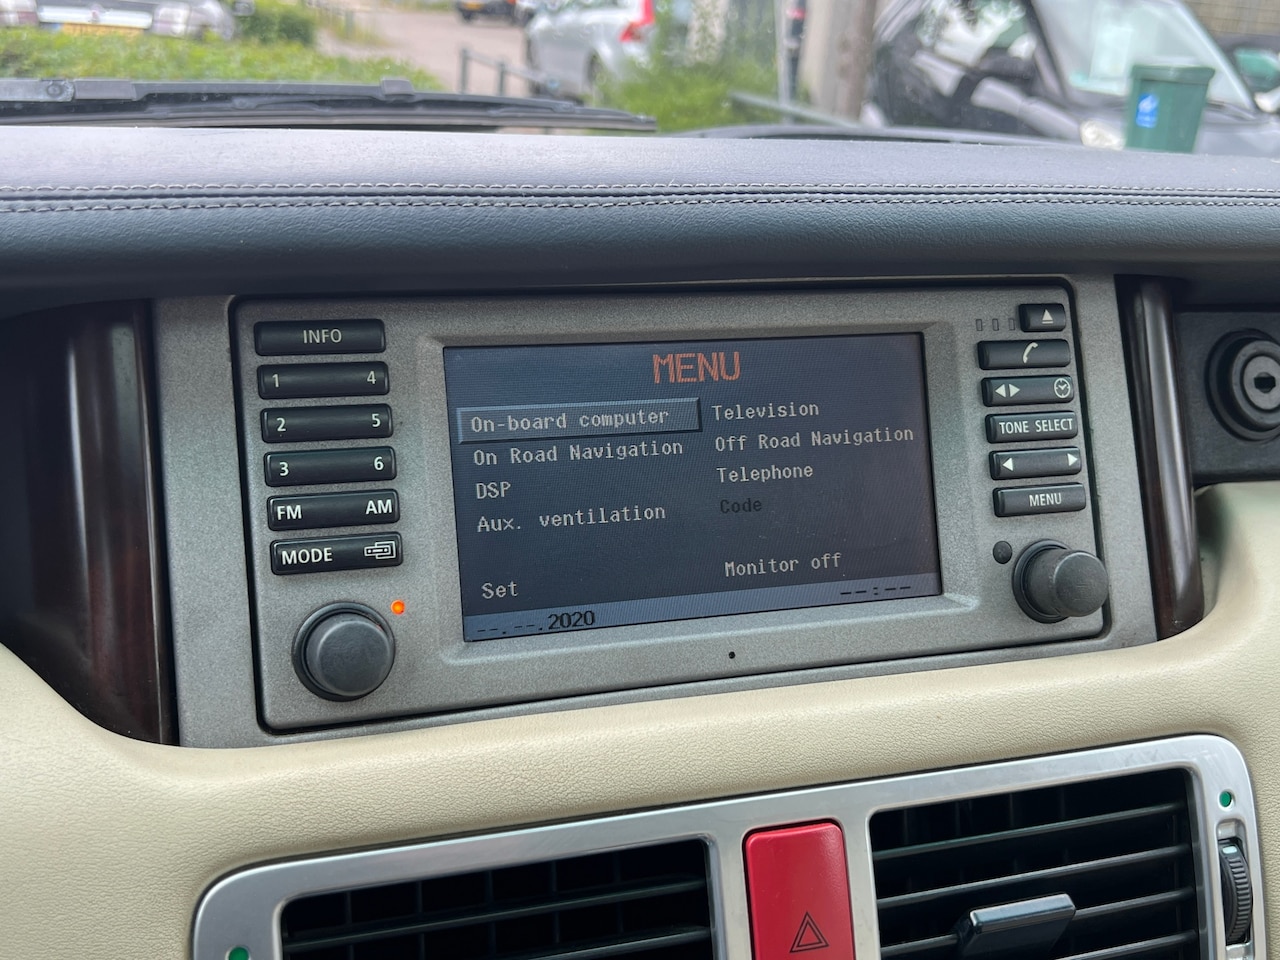 INFO
1 4
2 5
3 6
FM AM
MODE
MENU
On-board computer
On Road Navigation
DSP
Aux. ventilation
Set
Television
Off Road Navigation
Telephone
Code
Monitor off
--.--.2020
--:--
TONE SELECT
MENU